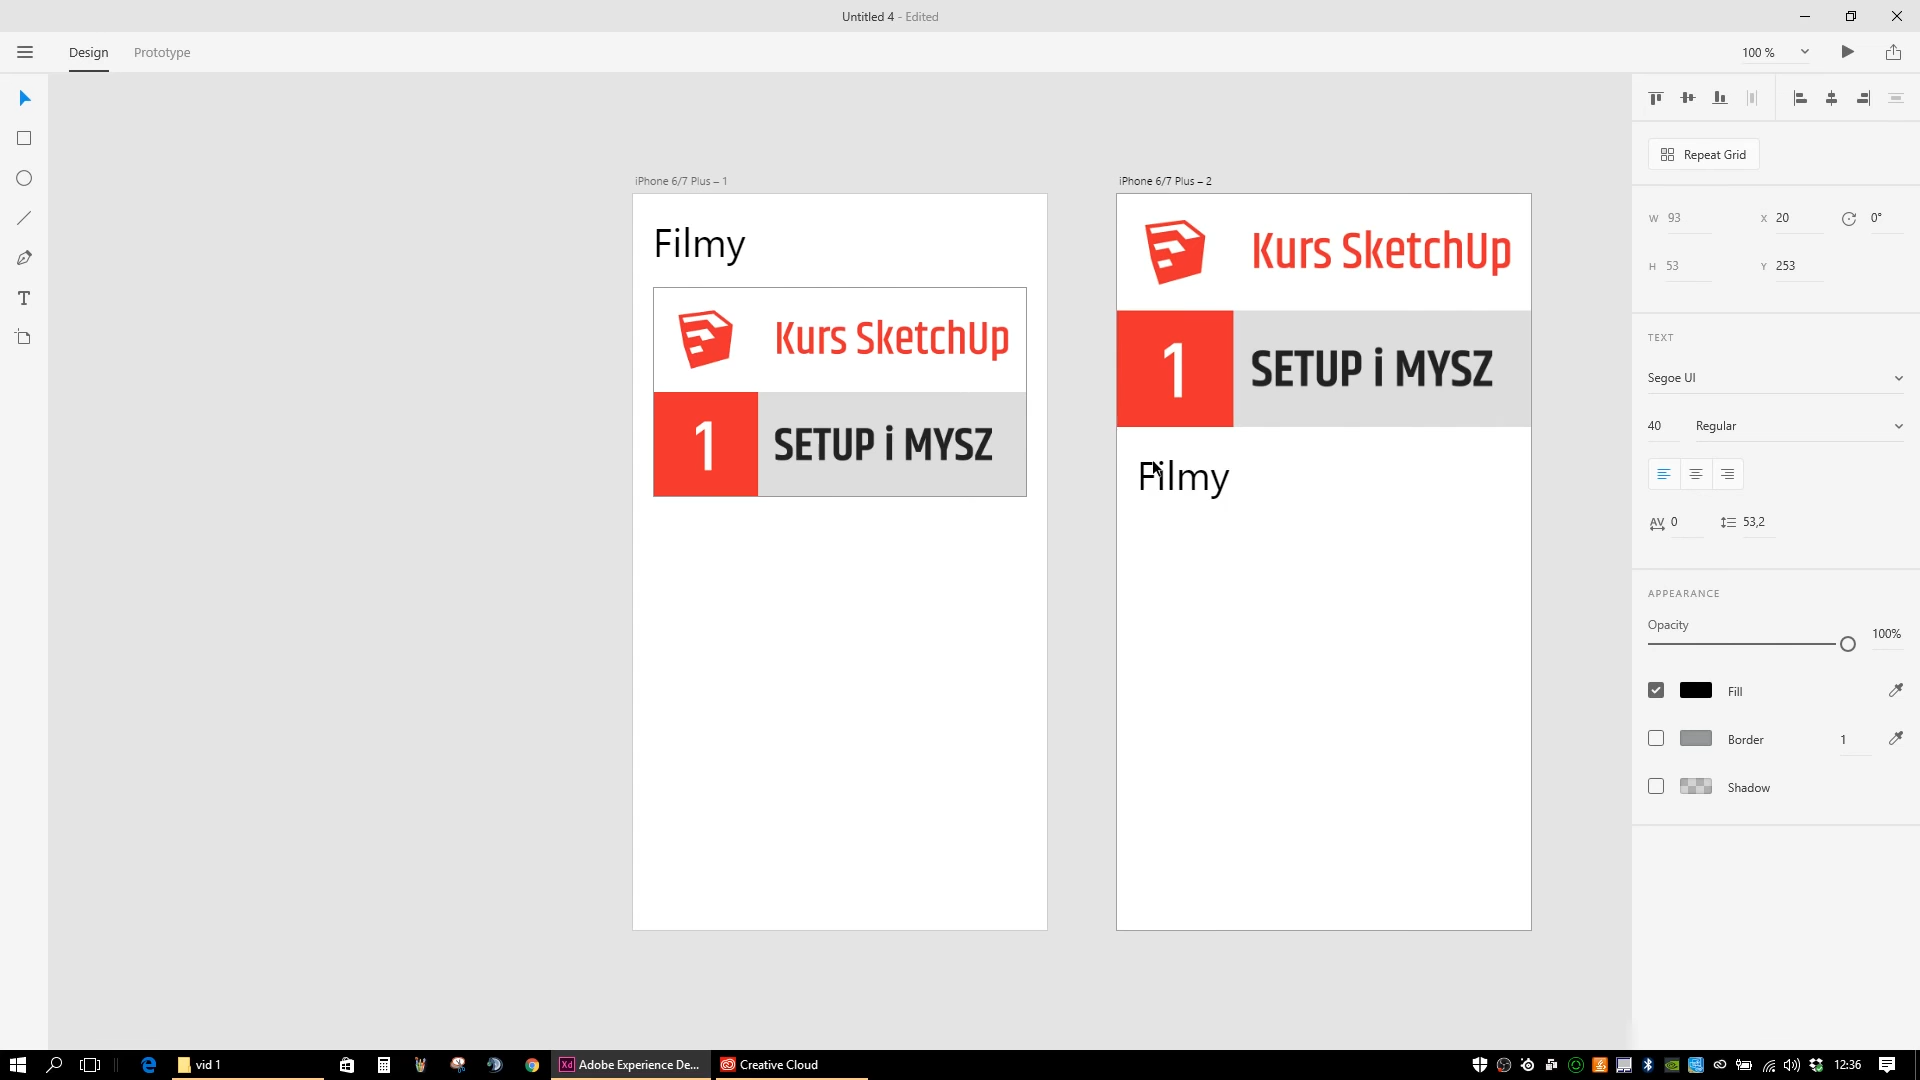 Untitled 4 - Edited
Design
Prototype
100 %
iPhone 6/7 Plus – 1
Filmy
Kurs SketchUp
1
SETUP i MYSZ
iPhone 6/7 Plus – 2
Kurs SketchUp
1
SETUP i MYSZ
Filmy
Repeat Grid
W 93
X 20
0°
H 53
Y 253
TEXT
Segoe UI
40
Regular
AV 0
53,2
APPEARANCE
Opacity
100%
Fill
Border
1
Shadow
vid 1
Xd Adobe Experience De...
Creative Cloud
12:36